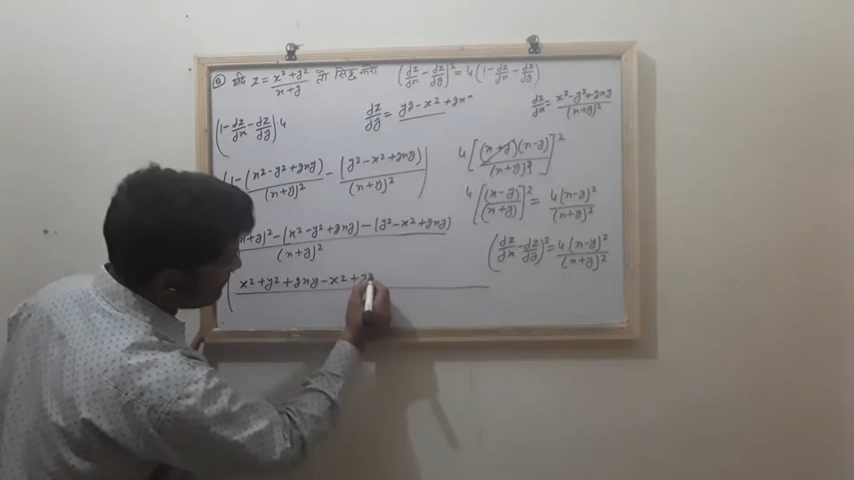 ⑥ यदि z = x²+y² / x+y तो सिद्ध करो (dz/dx - dz/dy)² = 4(1 - dz/dx - dz/dy)
dz/dy = y2 - x2 + 2xy
dz/dx = x² - y² + 2xy / (x+y)²
(1 - dz/dx - dz/dy) · 4
(1 - (x² - y² + 2xy) / (x+y)² - (y² - x² + 2xy) / (x+y)²)
x+y)² - (x² - y² + 2xy) - (y² - x² + 2xy) / (x+y)²
(x² + y² + 2xy - x² + y²
4[(x+y)(x-y) / (x+y)²]²
4[(x-y) / (x+y)]² = 4(x-y)² / (x+y)²
(dz/dx - dz/dy)² = 4(x-y)² / (x+y)²